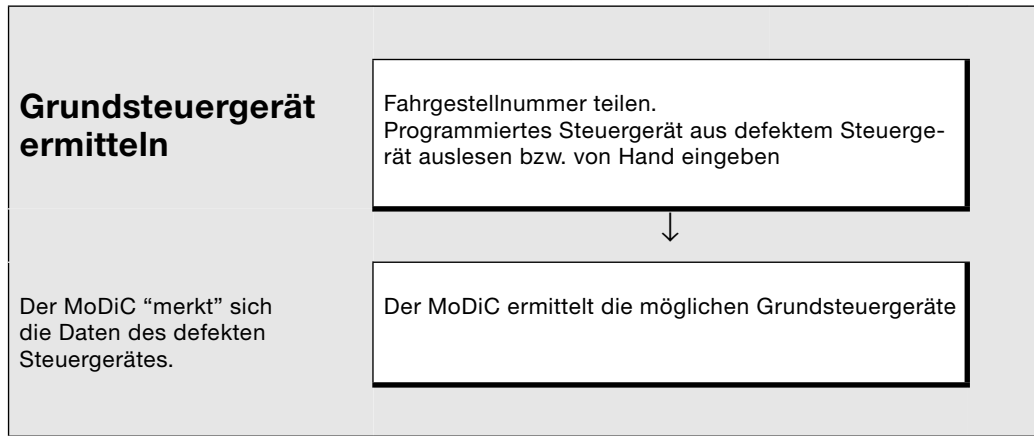 Grundsteuergerät
ermitteln
Fahrgestellnummer teilen.
Programmiertes Steuergerät aus defektem Steuerge-
rät auslesen bzw. von Hand eingeben
↓
Der MoDiC “merkt” sich
die Daten des defekten
Steuergerätes.
Der MoDiC ermittelt die möglichen Grundsteuergeräte